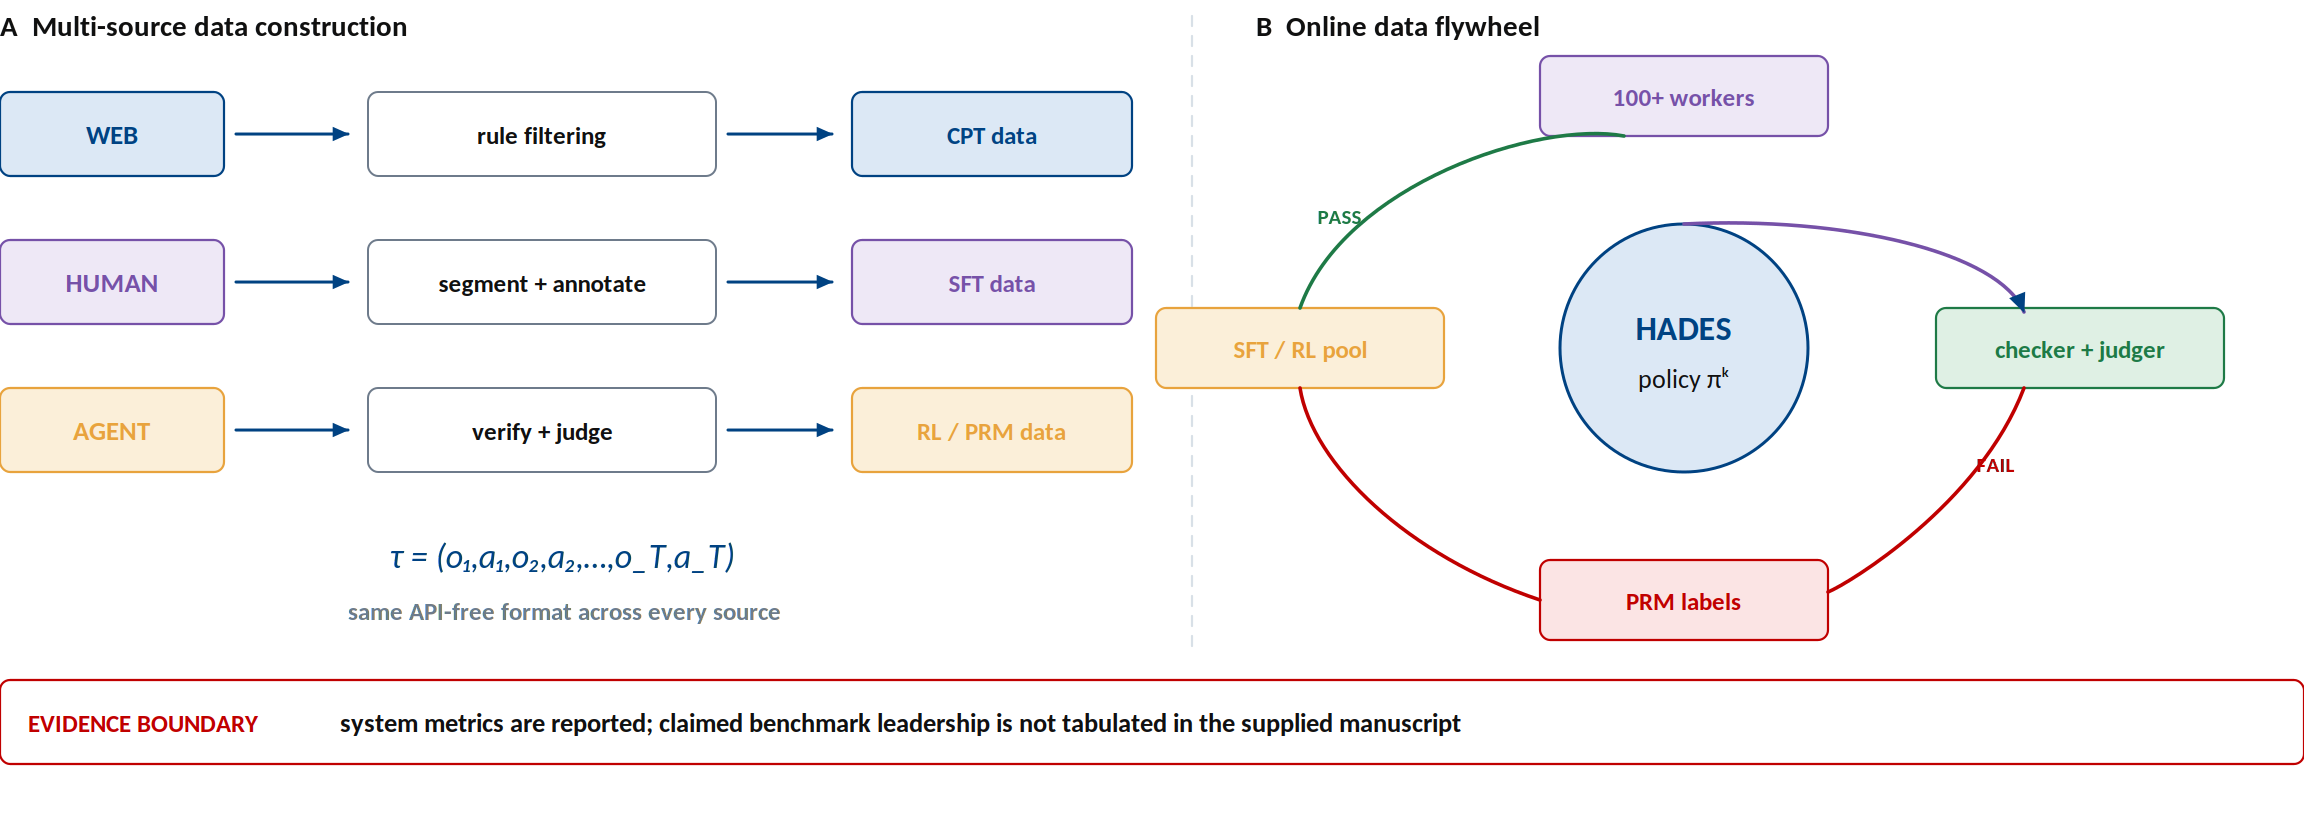 A Multi-source data construction
WEB
rule filtering
CPT data
HUMAN
segment + annotate
SFT data
AGENT
verify + judge
RL / PRM data
τ = (o₁,a₁,o₂,a₂,...,o_T,a_T)
same API-free format across every source
B Online data flywheel
100+ workers
PASS
HADES
policy πᵏ
SFT / RL pool
checker + judger
FAIL
PRM labels
EVIDENCE BOUNDARY system metrics are reported; claimed benchmark leadership is not tabulated in the supplied manuscript